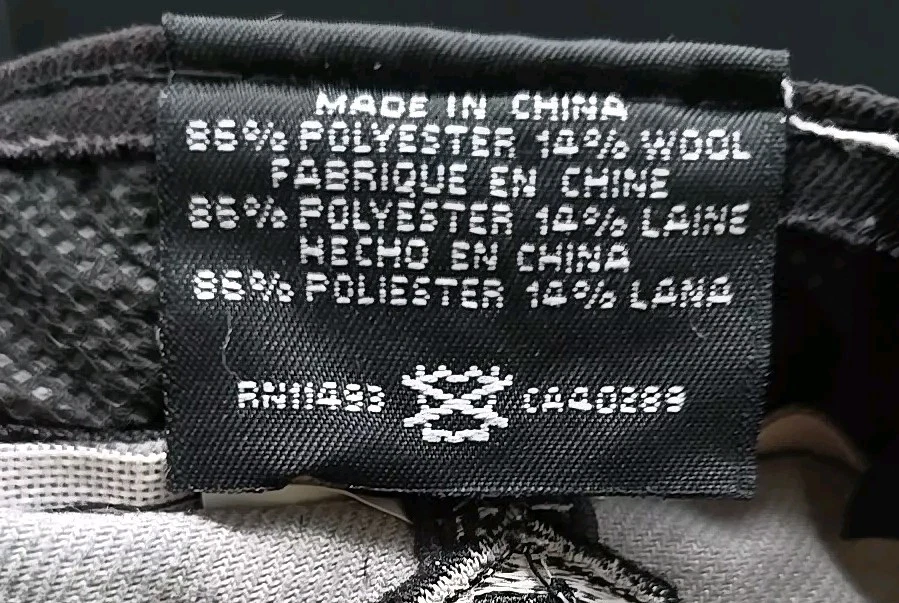 MADE IN CHINA
86% POLYESTER 14% WOOL
FABRIQUE EN CHINE
86% POLYESTER 14% LAINE
HECHO EN CHINA
86% POLIESTER 14% LANA
RN11493 CA40289